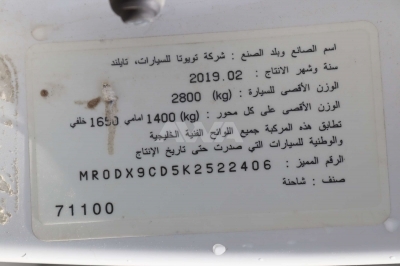 اسم الصانع وبلد الصنع : شركة تويوتا للسيارات، تايلند
سنة وشهر الانتاج : 2019.02
الوزن الأقصى للسيارة : (kg) 2800
الوزن الأقصى على كل محور : (kg) 1400 امامي 1650 خلفي
تطابق هذه المركبة جميع اللوائح الفنية الخليجية
والوطنية للسيارات التي صدرت حتى تاريخ الإنتاج
الرقم المميز : MR0DX9CD5K2522406
صنف : شاحنة
71100